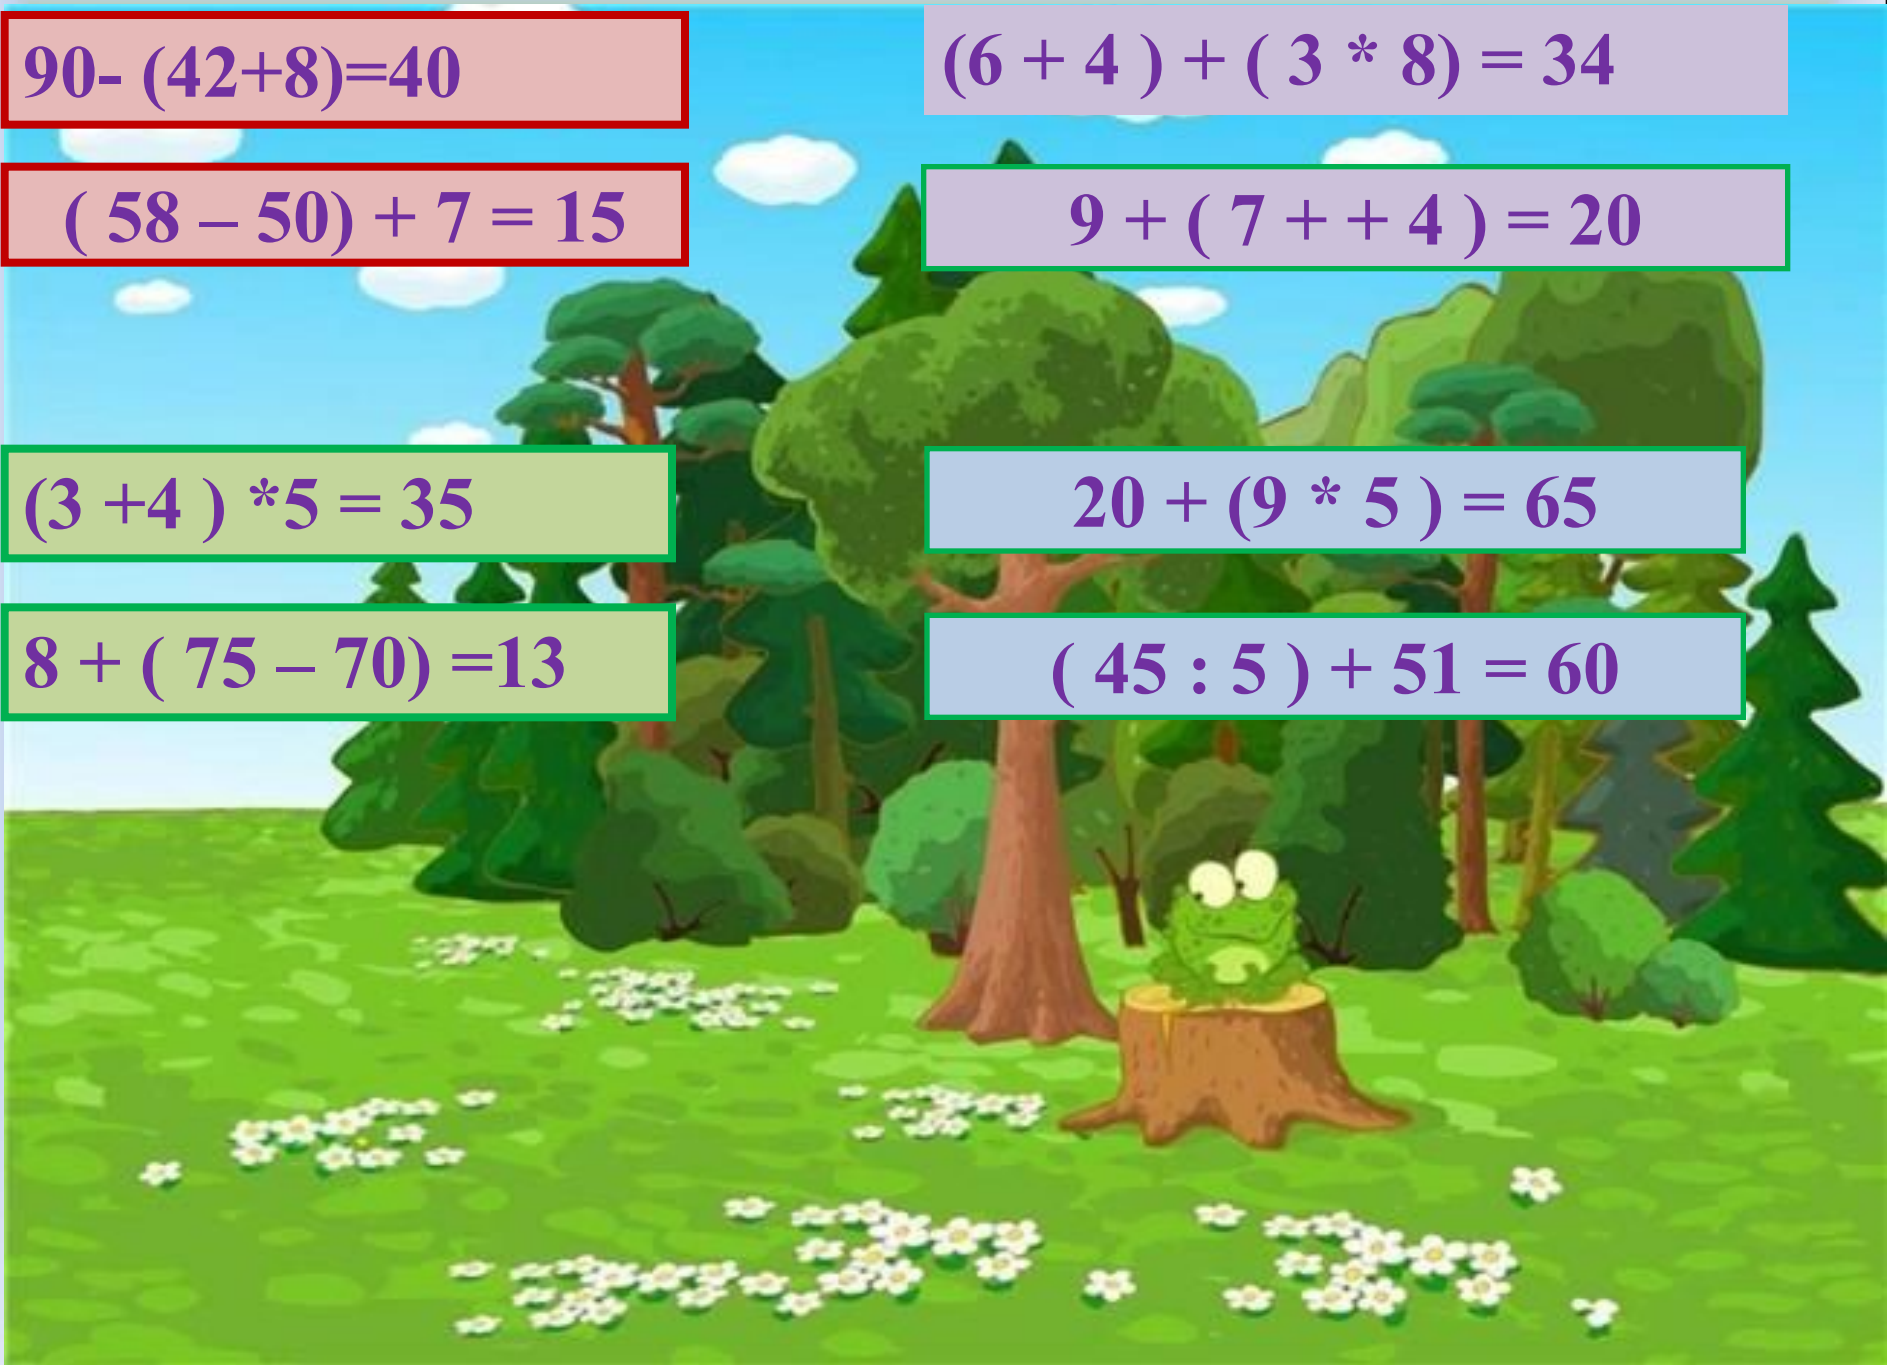 90- (42+8)=40
( 58 – 50) + 7 = 15
(6 + 4 ) + ( 3 * 8) = 34
9 + ( 7 + + 4 ) = 20
(3 +4 ) *5 = 35
8 + ( 75 – 70) =13
20 + (9 * 5 ) = 65
( 45 : 5 ) + 51 = 60